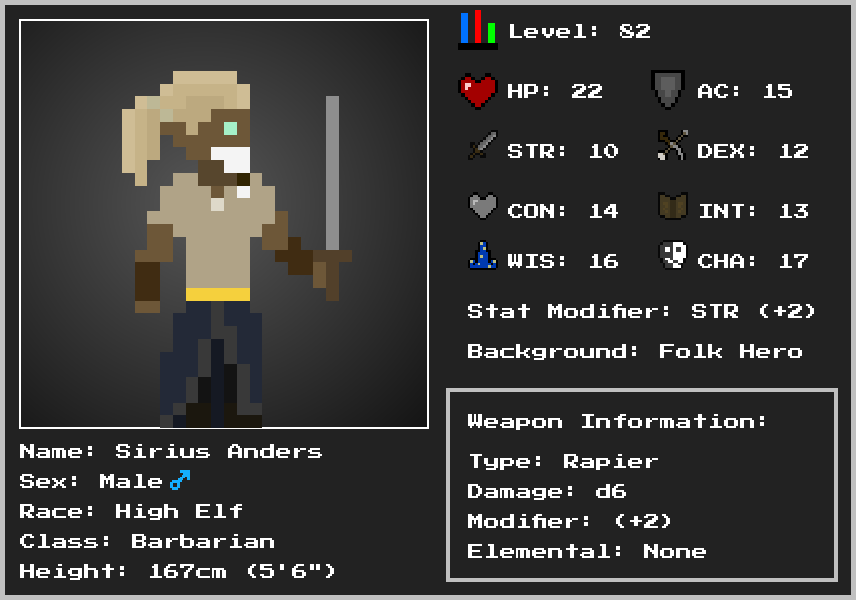 Level: 82
HP: 22 AC: 15
STR: 10 DEX: 12
CON: 14 INT: 13
WIS: 16 CHA: 17
Stat Modifier: STR (+2)
Background: Folk Hero
Weapon Information:
Type: Rapier
Damage: d6
Modifier: (+2)
Elemental: None
Name: Sirius Anders
Sex: Male ♂
Race: High Elf
Class: Barbarian
Height: 167cm (5'6")